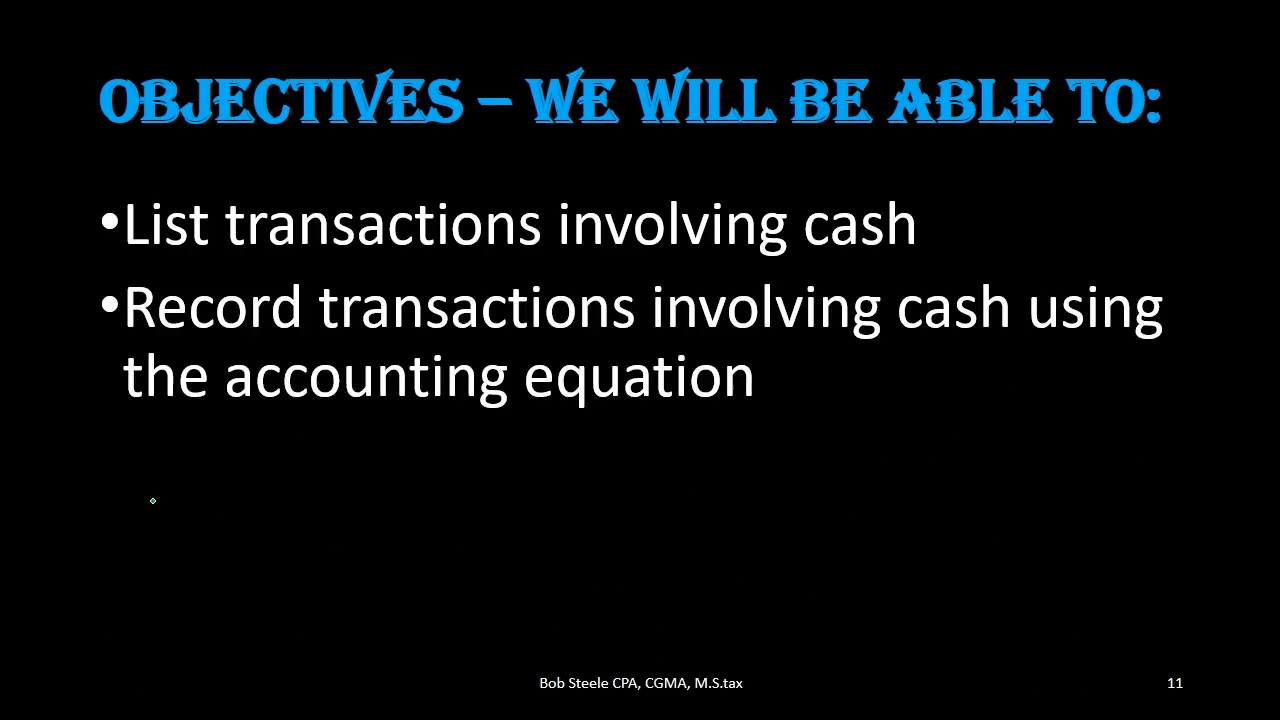 OBJECTIVES – WE WILL BE ABLE TO:
•List transactions involving cash
•Record transactions involving cash using
the accounting equation
Bob Steele CPA, CGMA, M.S.tax
11